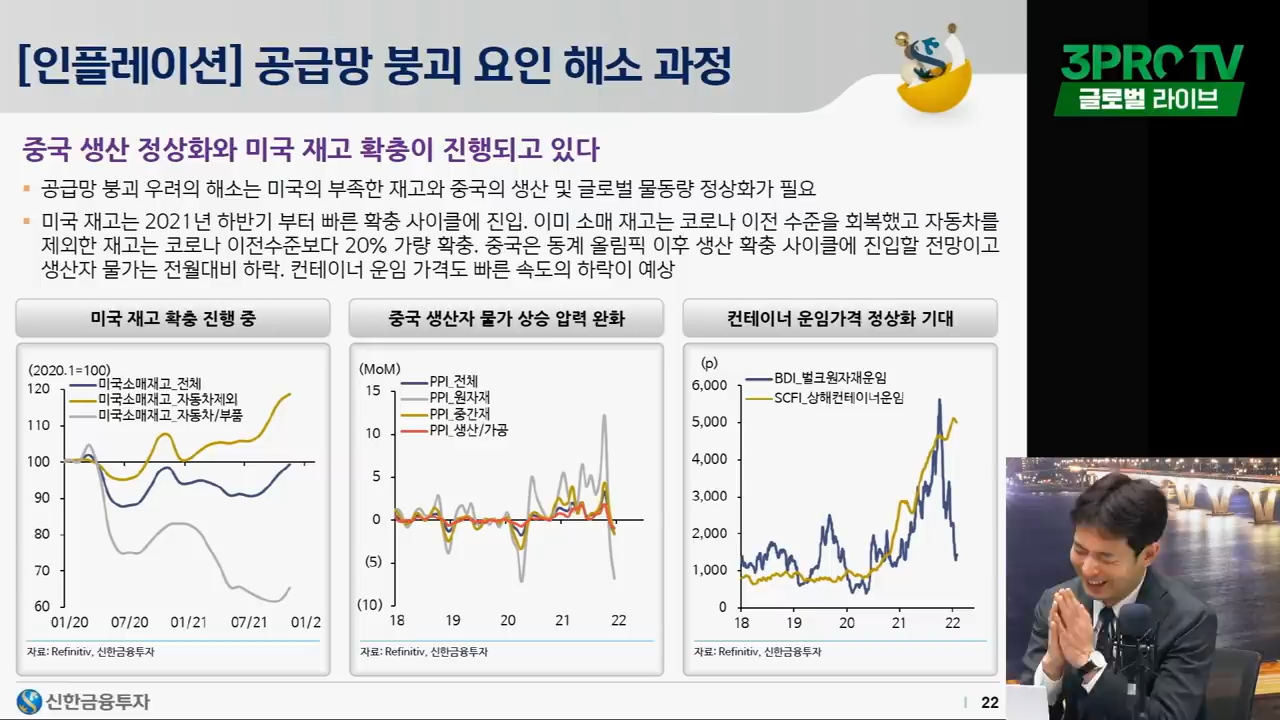 [인플레이션] 공급망 붕괴 요인 해소 과정
3PRO TV
글로벌 라이브
중국 생산 정상화와 미국 재고 확충이 진행되고 있다
▪ 공급망 붕괴 우려의 해소는 미국의 부족한 재고와 중국의 생산 및 글로벌 물동량 정상화가 필요
▪ 미국 재고는 2021년 하반기 부터 빠른 확충 사이클에 진입. 이미 소매 재고는 코로나 이전 수준을 회복했고 자동차를
제외한 재고는 코로나 이전수준보다 20% 가량 확충. 중국은 동계 올림픽 이후 생산 확충 사이클에 진입할 전망이고
생산자 물가는 전월대비 하락. 컨테이너 운임 가격도 빠른 속도의 하락이 예상
미국 재고 확충 진행 중
(2020.1=100)
미국소매재고_전체
미국소매재고_자동차제외
미국소매재고_자동차/부품
120
110
100
90
80
70
60
01/20 07/20 01/21 07/21 01/2
자료: Refinitiv, 신한금융투자
중국 생산자 물가 상승 압력 완화
(MoM)
PPI_전체
PPI_원자재
PPI_중간재
PPI_생산/가공
15
10
5
0
(5)
(10)
18 19 20 21 22
자료: Refinitiv, 신한금융투자
컨테이너 운임가격 정상화 기대
(p)
BDI_벌크원자재운임
SCFI_상해컨테이너운임
6,000
5,000
4,000
3,000
2,000
1,000
0
18 19 20 21 22
자료: Refinitiv, 신한금융투자
신한금융투자
22